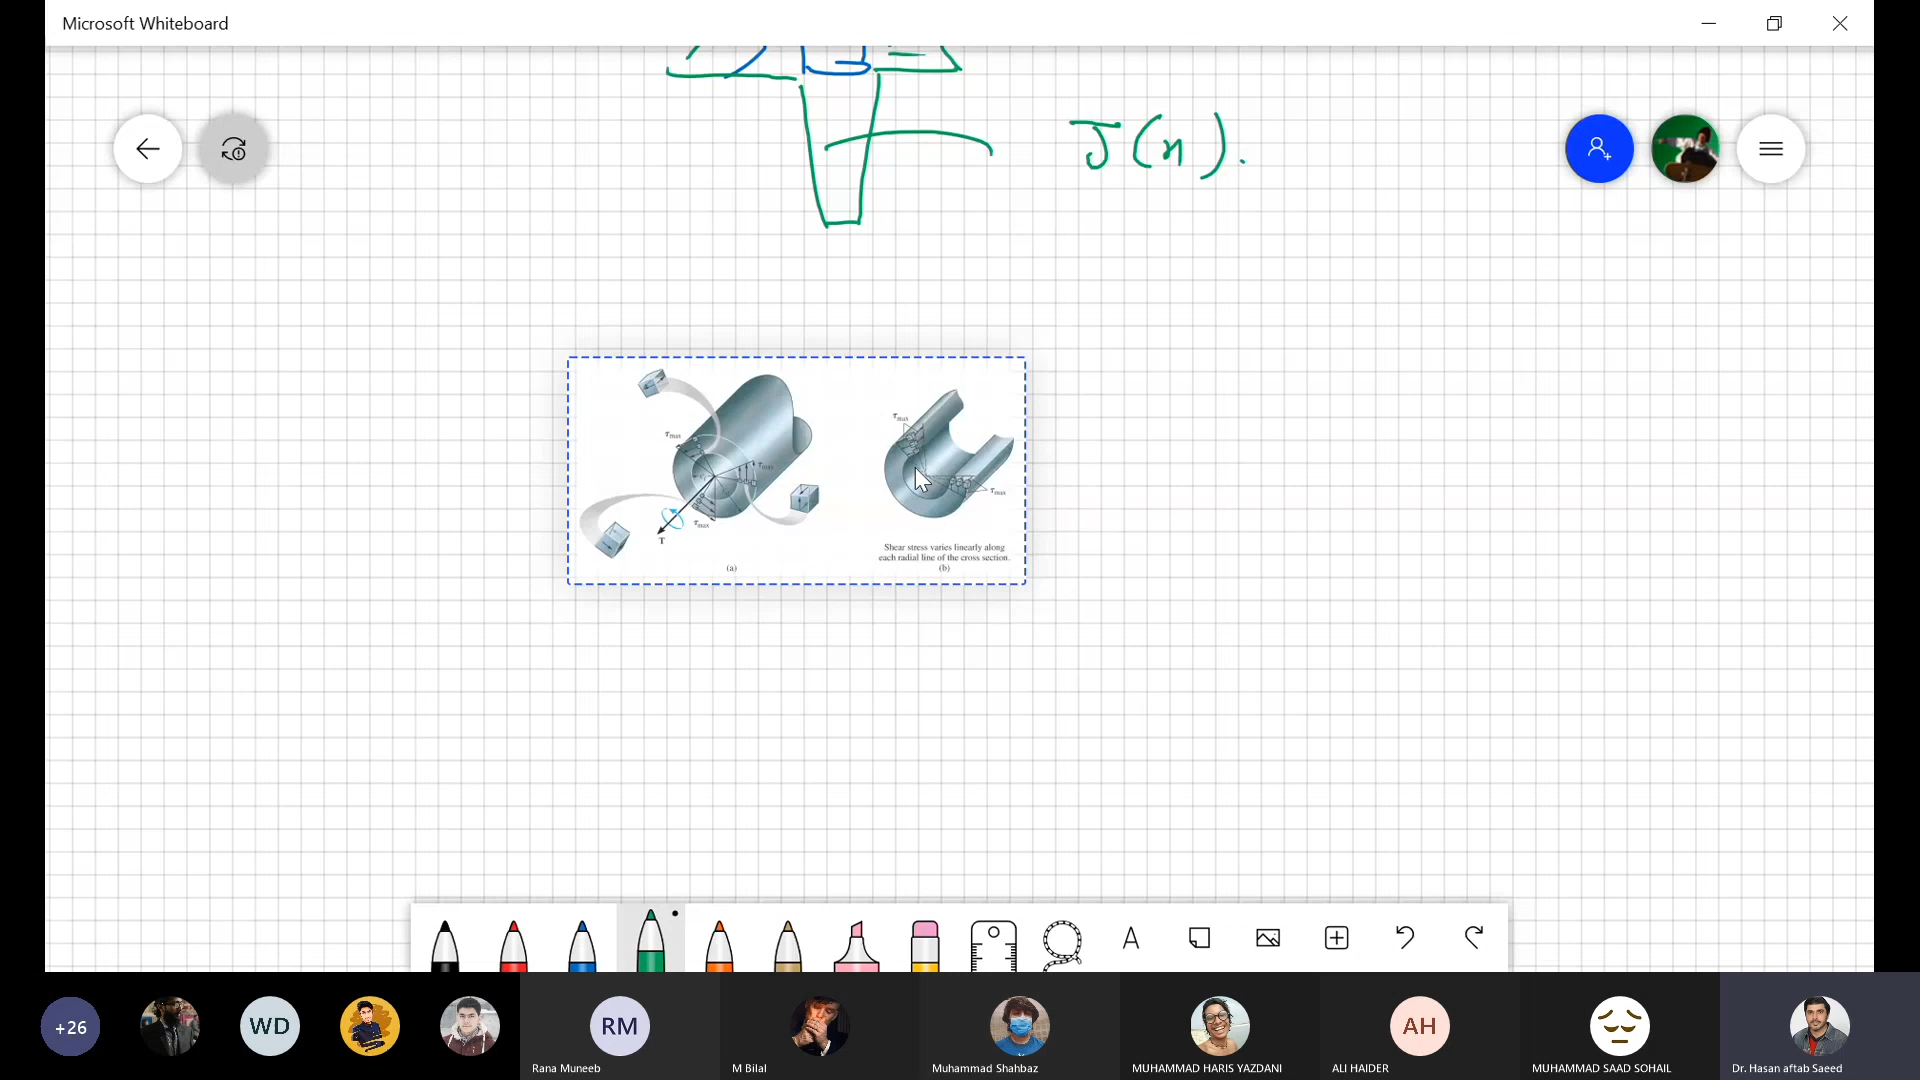 Microsoft Whiteboard
J(x).
τmax
τmax
τmax
T
(a)
τmax
τmax
Shear stress varies linearly along
each radial line of the cross section.
(b)
A
+26
WD
RM
AH
Rana Muneeb
M Bilal
Muhammad Shahbaz
MUHAMMAD HARIS YAZDANI
ALI HAIDER
MUHAMMAD SAAD SOHAIL
Dr. Hasan aftab Saeed